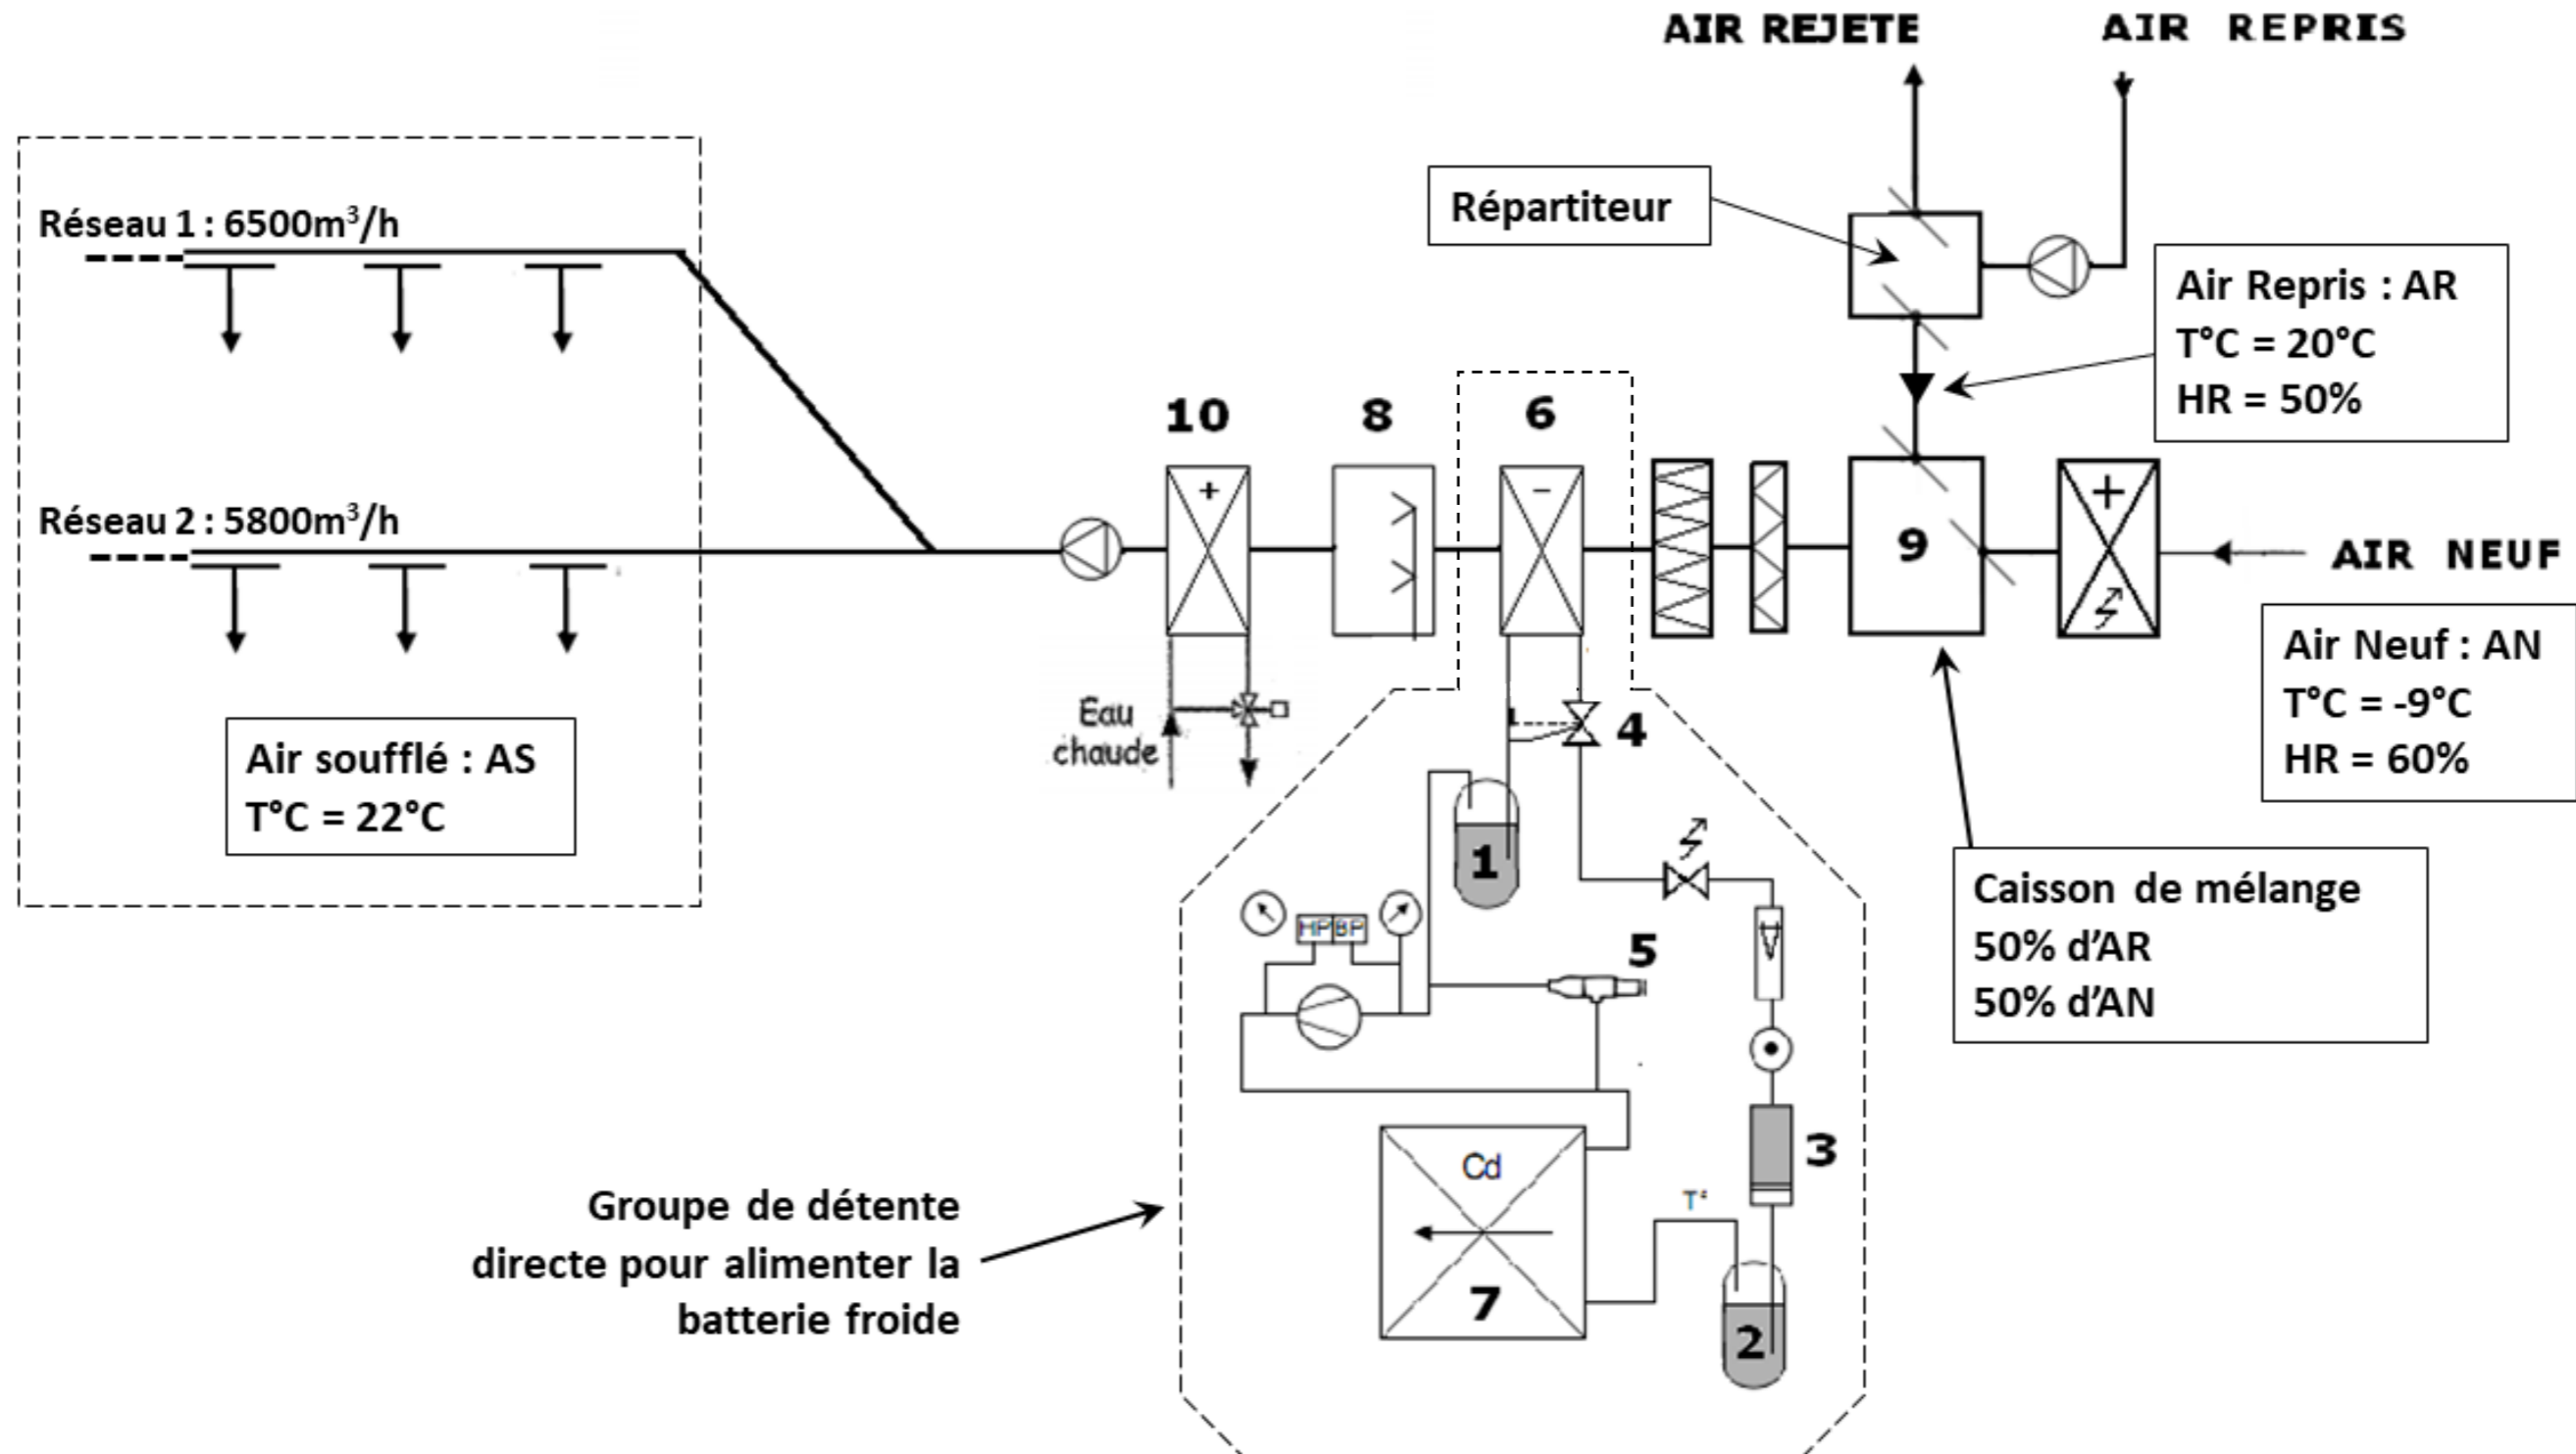 AIR REJETE
AIR REPRIS
Répartiteur
Réseau 1 : 6500m³/h
Air Repris : AR
T°C = 20°C
HR = 50%
10
8
6
Réseau 2 : 5800m³/h
+
-
9
+
AIR NEUF
Air Neuf : AN
T°C = -9°C
HR = 60%
Eau
chaude
4
Air soufflé : AS
T°C = 22°C
1
Caisson de mélange
50% d'AR
50% d'AN
HP BP
5
3
Cd
7
T°
2
Groupe de détente
directe pour alimenter la
batterie froide